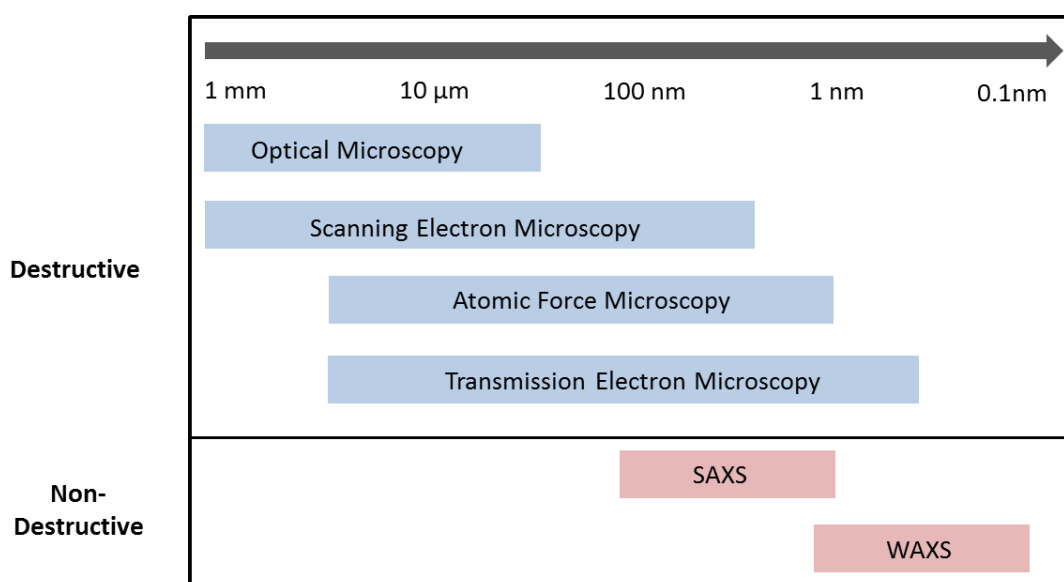 1 mm 10 µm 100 nm 1 nm 0.1nm
Optical Microscopy
Scanning Electron Microscopy
Destructive
Atomic Force Microscopy
Transmission Electron Microscopy
SAXS
Non-
Destructive
WAXS